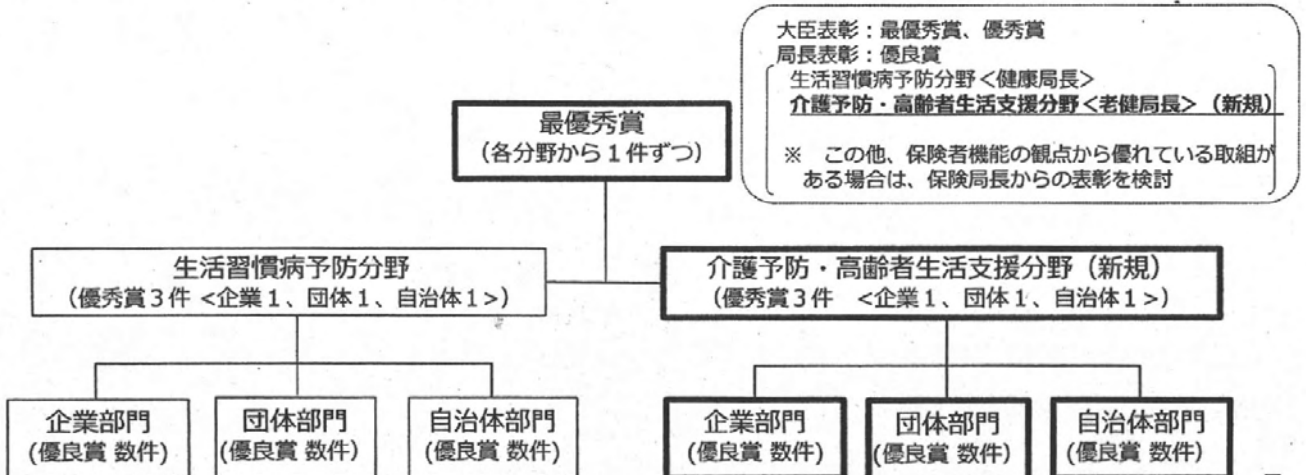 大臣表彰：最優秀賞、優秀賞
局長表彰：優良賞
生活習慣病予防分野＜健康局長＞
介護予防・高齢者生活支援分野＜老健局長＞（新規）
※　この他、保険者機能の観点から優れている取組が
ある場合は、保険局長からの表彰を検討
最優秀賞
（各分野から１件ずつ）
生活習慣病予防分野
（優秀賞３件 <企業１、団体１、自治体１>）
介護予防・高齢者生活支援分野（新規）
（優秀賞３件　<企業１、団体１、自治体１>）
企業部門
(優良賞 数件)
団体部門
(優良賞 数件)
自治体部門
(優良賞 数件)
企業部門
(優良賞 数件)
団体部門
(優良賞 数件)
自治体部門
(優良賞 数件)